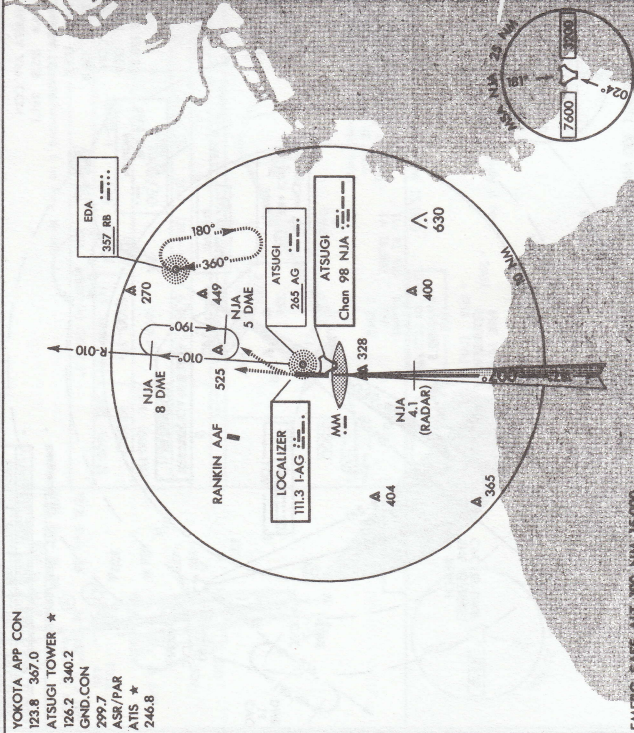 YOKOTA APP CON
123.8 367.0
ATSUGI TOWER ★
126.2 340.2
GND.CON
299.7
ASR/PAR
ATIS ★
246.8
EDA
357 RB
270
449
180°
360°
R-010
NJA
8 DME
190°
010°
NJA
5 DME
525
ATSUGI
265 AG
ATSUGI
Chan 98 NJA
RANKIN AAF
LOCALIZER
111.3 I-AG
MM
328
NJA
4.1
(RADAR)
404
365
400
630
10 NM
MSA NJA 25 NM
181°
024°
7600